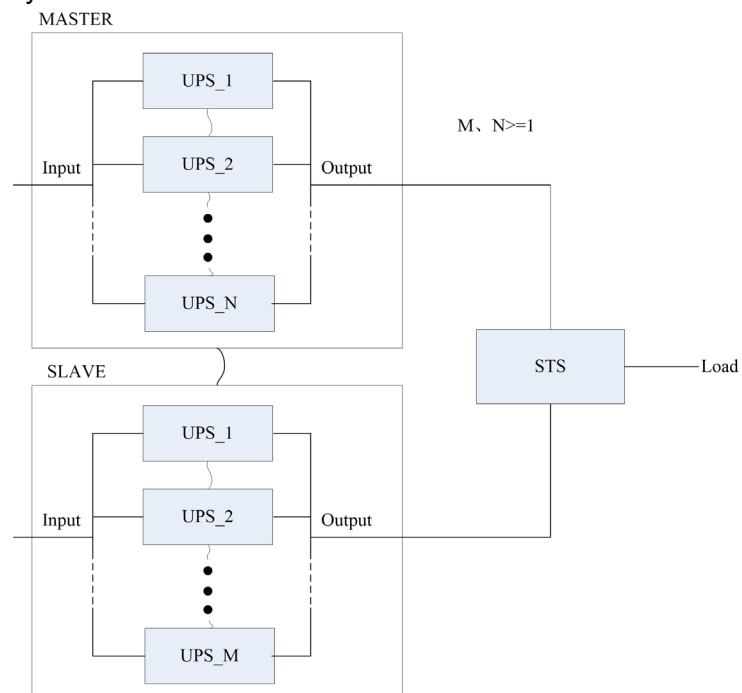 MASTER
UPS_1
M、N>=1
Input
UPS_2
Output
UPS_N
STS
Load
SLAVE
UPS_1
Input
UPS_2
Output
UPS_M